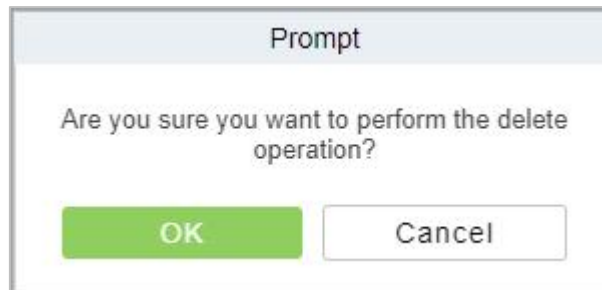 Prompt
Are you sure you want to perform the delete
operation?
OK
Cancel